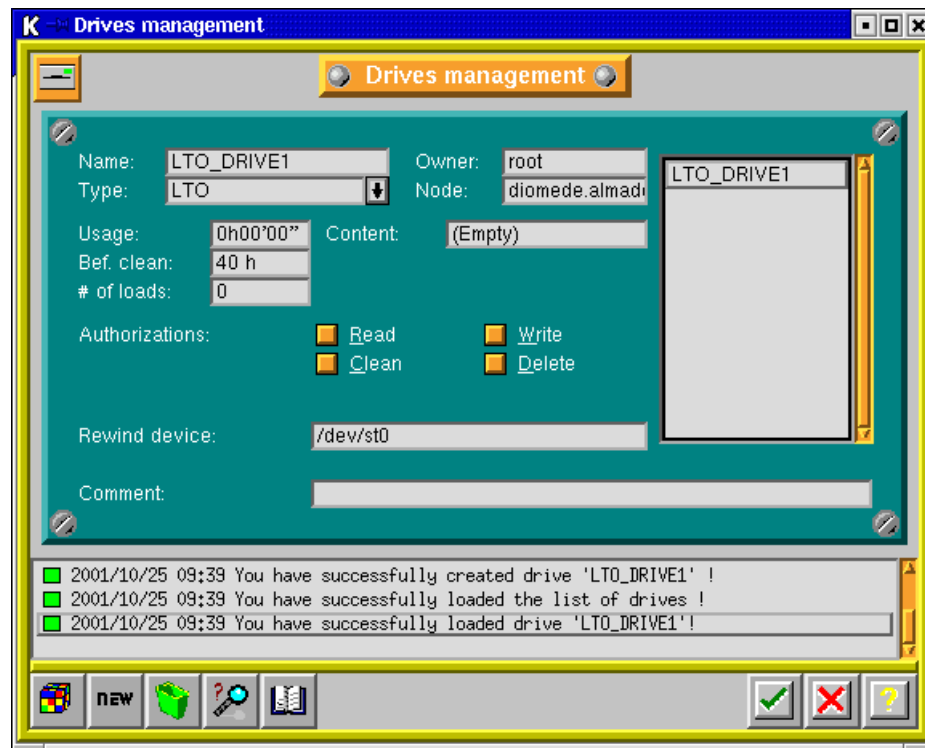 K Drives management
Drives management
Name: LTO_DRIVE1 Owner: root
Type: LTO Node: diomede.almad
LTO_DRIVE1
Usage: 0h00'00" Content: (Empty)
Bef. clean: 40 h
# of loads: 0
Authorizations: Read Write
Clean Delete
Rewind device: /dev/st0
Comment:
2001/10/25 09:39 You have successfully created drive 'LTO_DRIVE1' !
2001/10/25 09:39 You have successfully loaded the list of drives !
2001/10/25 09:39 You have successfully loaded drive 'LTO_DRIVE1'!
NEW ? ?